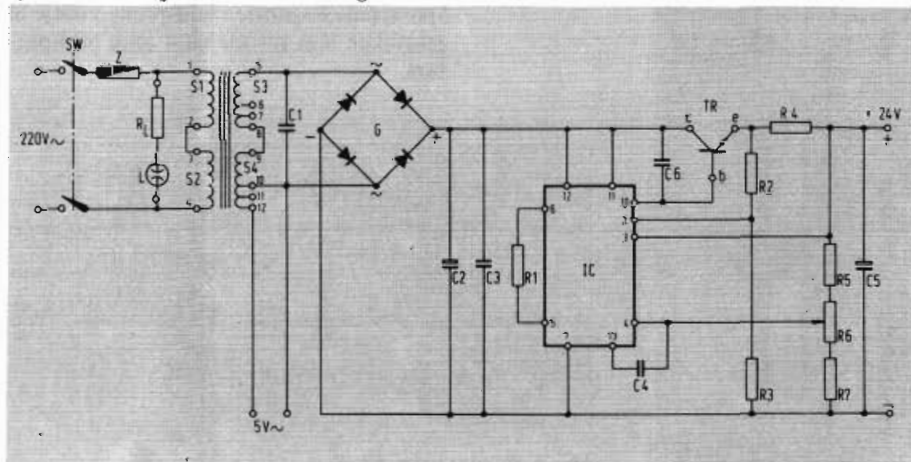 SW
Z
220V~
RL
L
1
S1
2
3
S2
4
5
S3
6
7
8
9
S4
10
11
12
5V~
C1
~
G
-
+
~
C2
C3
R1
6
5
12
11
IC
10
2
3
4
7
13
C4
C6
TR
c
e
b
R4
R2
R3
24V
+
R5
R6
R7
C5
-